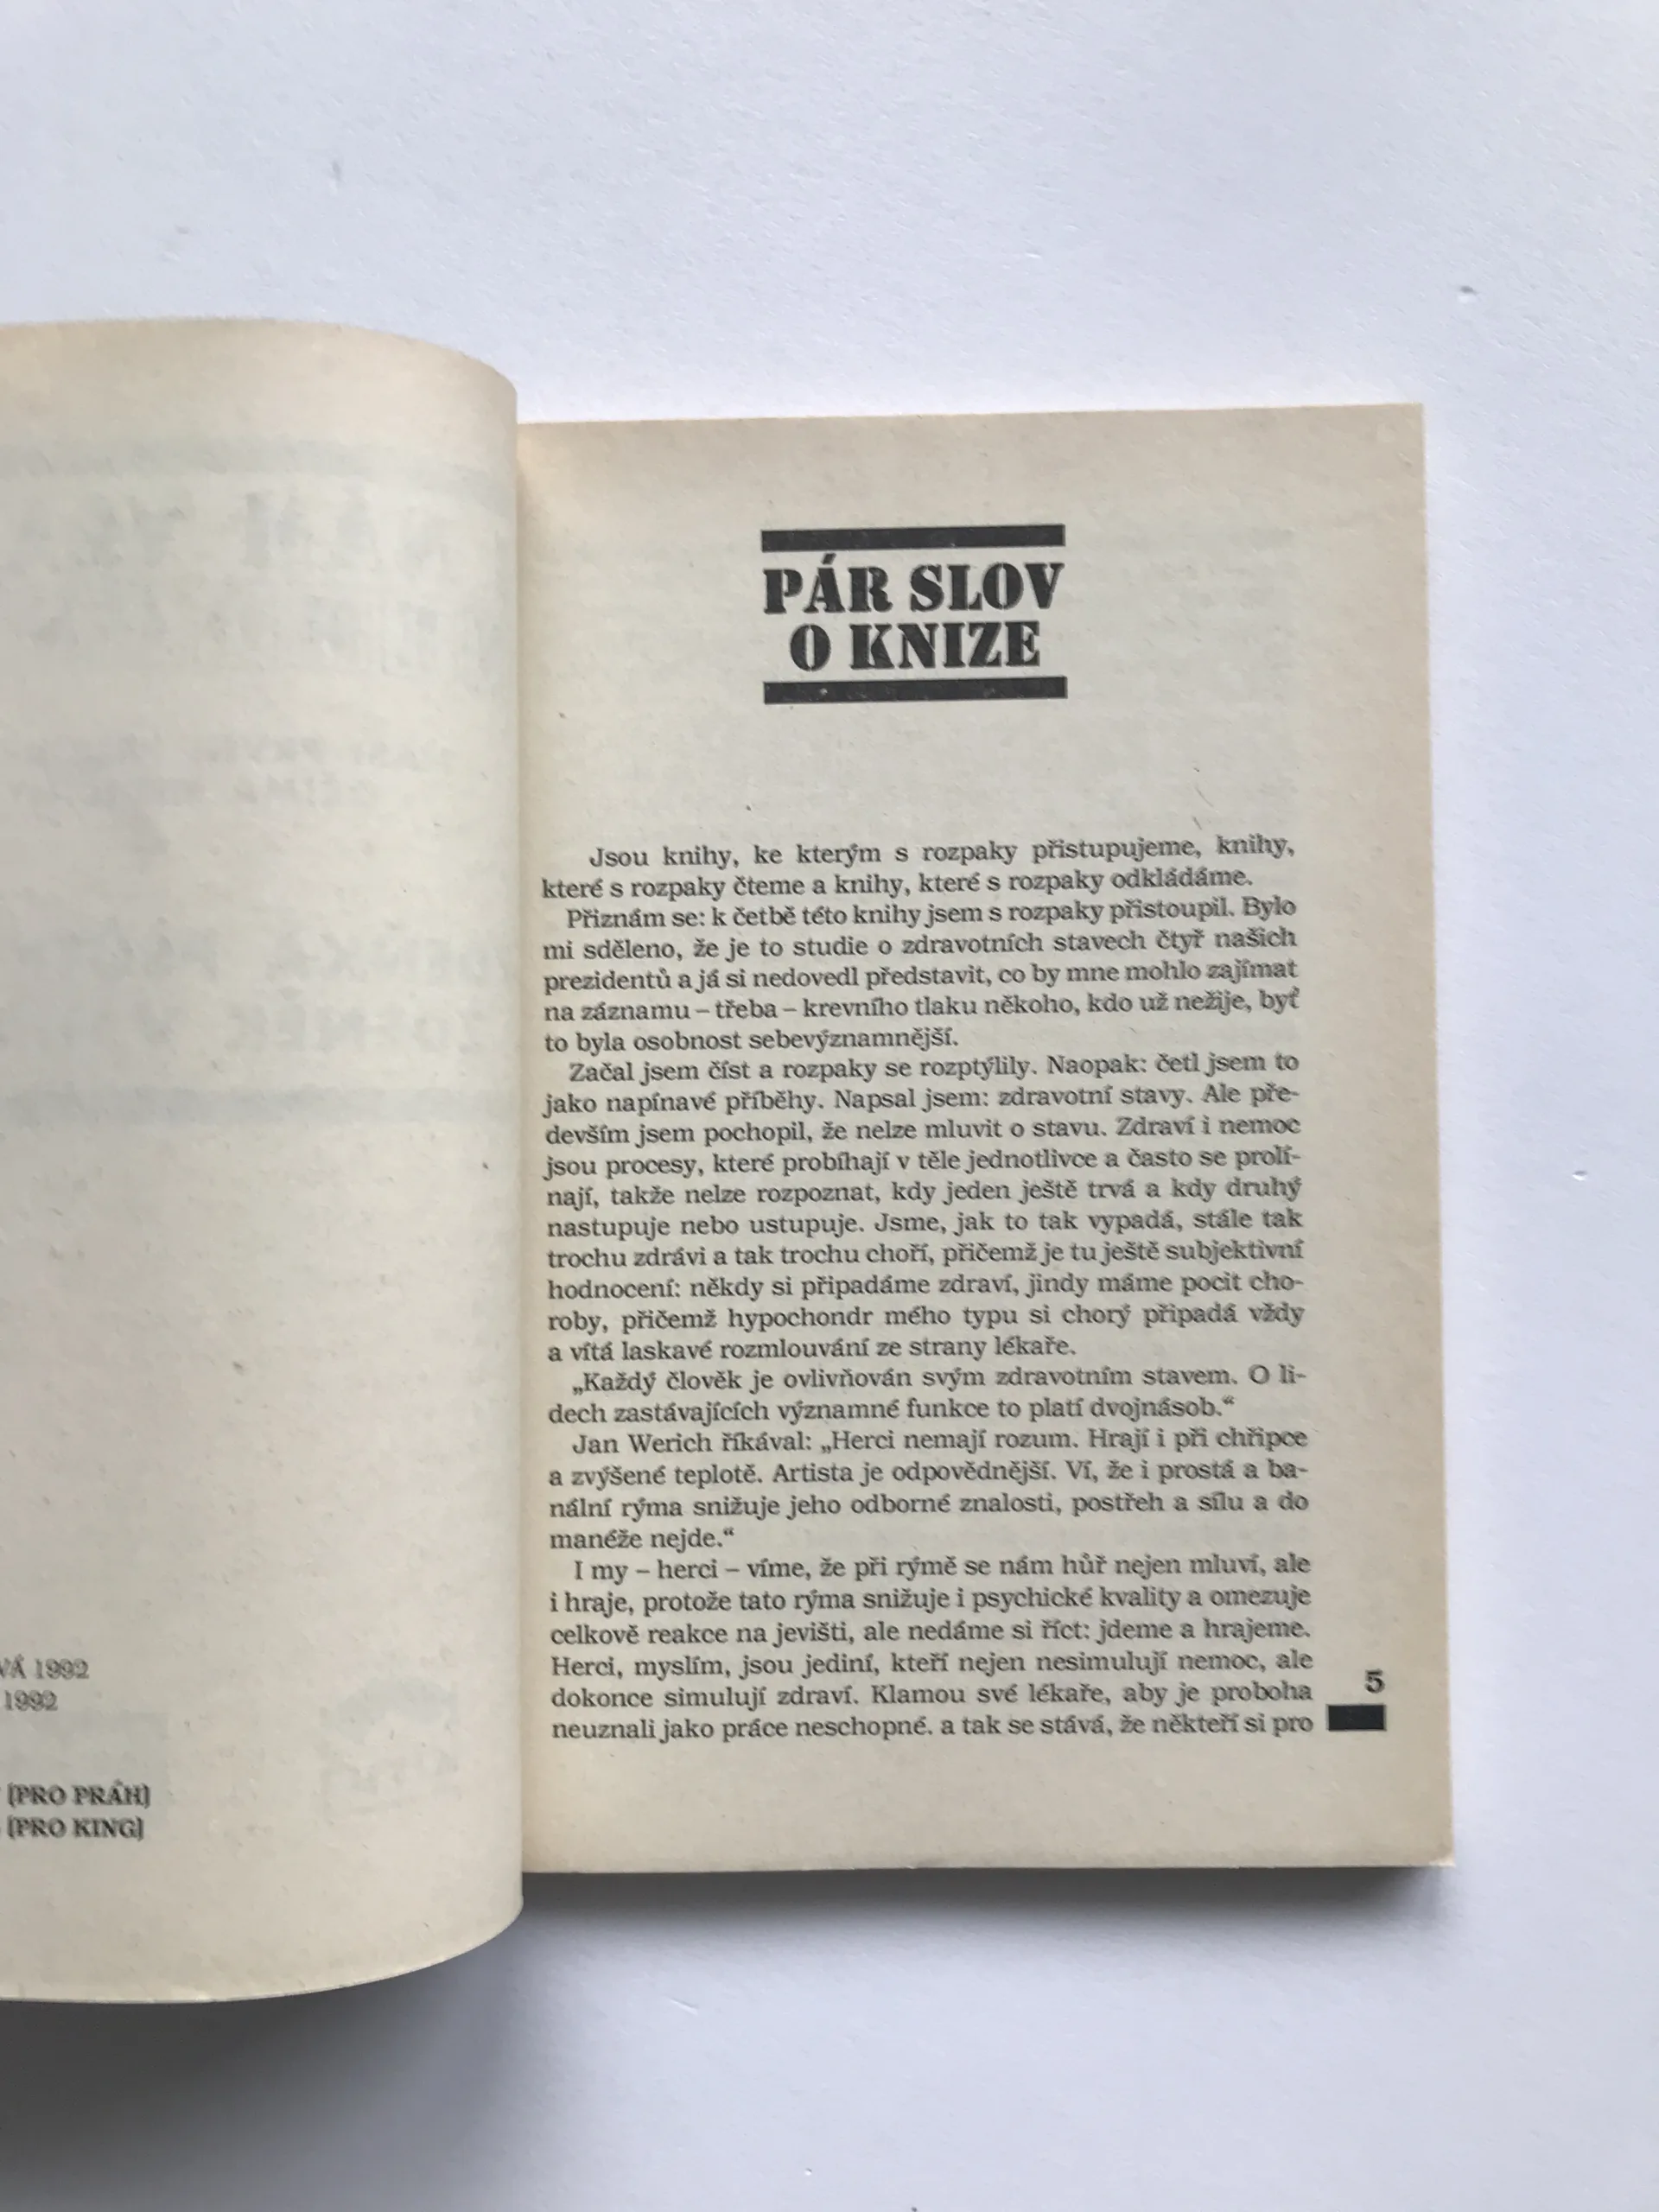 VÁ 1992
1992
(PRO PRÁH)
(PRO KING)
PÁR SLOV
O KNIZE
Jsou knihy, ke kterým s rozpaky přistupujeme, knihy,
které s rozpaky čteme a knihy, které s rozpaky odkládáme.
Přiznám se: k četbě této knihy jsem s rozpaky přistoupil. Bylo
mi sděleno, že je to studie o zdravotních stavech čtyř našich
prezidentů a já si nedovedl představit, co by mne mohlo zajímat
na záznamu – třeba – krevního tlaku někoho, kdo už nežije, byť
to byla osobnost sebevýznamnější.
Začal jsem číst a rozpaky se rozptýlily. Naopak: četl jsem to
jako napínavé příběhy. Napsal jsem: zdravotní stavy. Ale pře-
devším jsem pochopil, že nelze mluvit o stavu. Zdraví i nemoc
jsou procesy, které probíhají v těle jednotlivce a často se prolí-
nají, takže nelze rozpoznat, kdy jeden ještě trvá a kdy druhý
nastupuje nebo ustupuje. Jsme, jak to tak vypadá, stále tak
trochu zdrávi a tak trochu choří, přičemž je tu ještě subjektivní
hodnocení: někdy si připadáme zdraví, jindy máme pocit cho-
roby, přičemž hypochondr mého typu si chorý připadá vždy
a vítá laskavé rozmlouvání ze strany lékaře.
„Každý člověk je ovlivňován svým zdravotním stavem. O li-
dech zastávajících významné funkce to platí dvojnásob.“
Jan Werich říkával: „Herci nemají rozum. Hrají i při chřipce
a zvýšené teplotě. Artista je odpovědnější. Ví, že i prostá a ba-
nální rýma snižuje jeho odborné znalosti, postřeh a sílu a do
manéže nejde.“
I my – herci – víme, že při rýmě se nám hůř nejen mluví, ale
i hraje, protože tato rýma snižuje i psychické kvality a omezuje
celkově reakce na jevišti, ale nedáme si říct: jdeme a hrajeme.
Herci, myslím, jsou jediní, kteří nejen nesimulují nemoc, ale
dokonce simulují zdraví. Klamou své lékaře, aby je proboha
neuznali jako práce neschopné. a tak se stává, že někteří si pro
5